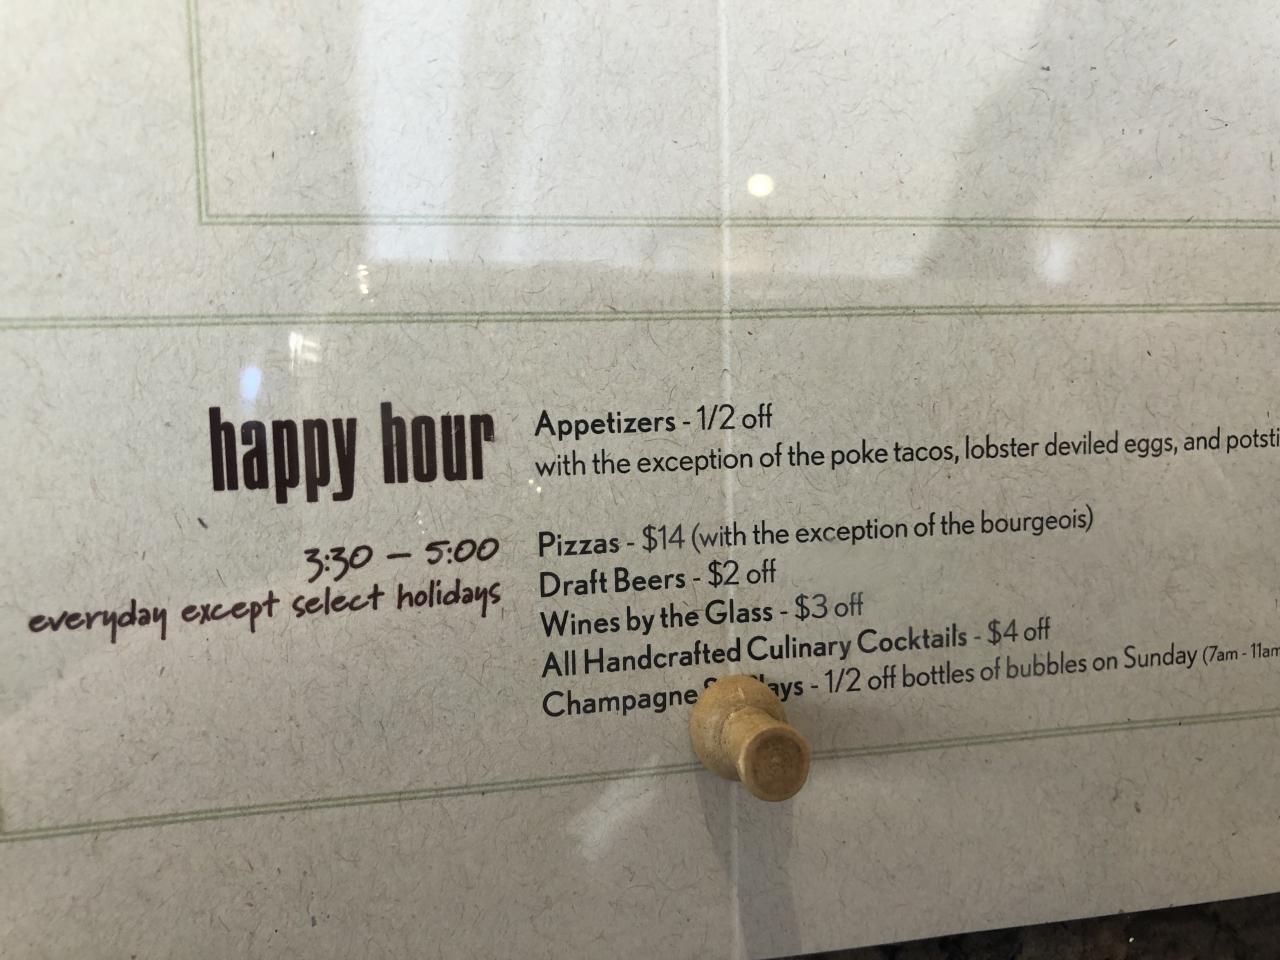 happy hour
3:30 – 5:00
everyday except select holidays
Appetizers - 1/2 off
with the exception of the poke tacos, lobster deviled eggs, and potsti
Pizzas - $14 (with the exception of the bourgeois)
Draft Beers - $2 off
Wines by the Glass - $3 off
All Handcrafted Culinary Cocktails - $4 off
Champagne - 1/2 off bottles of bubbles on Sunday (7am - 11am